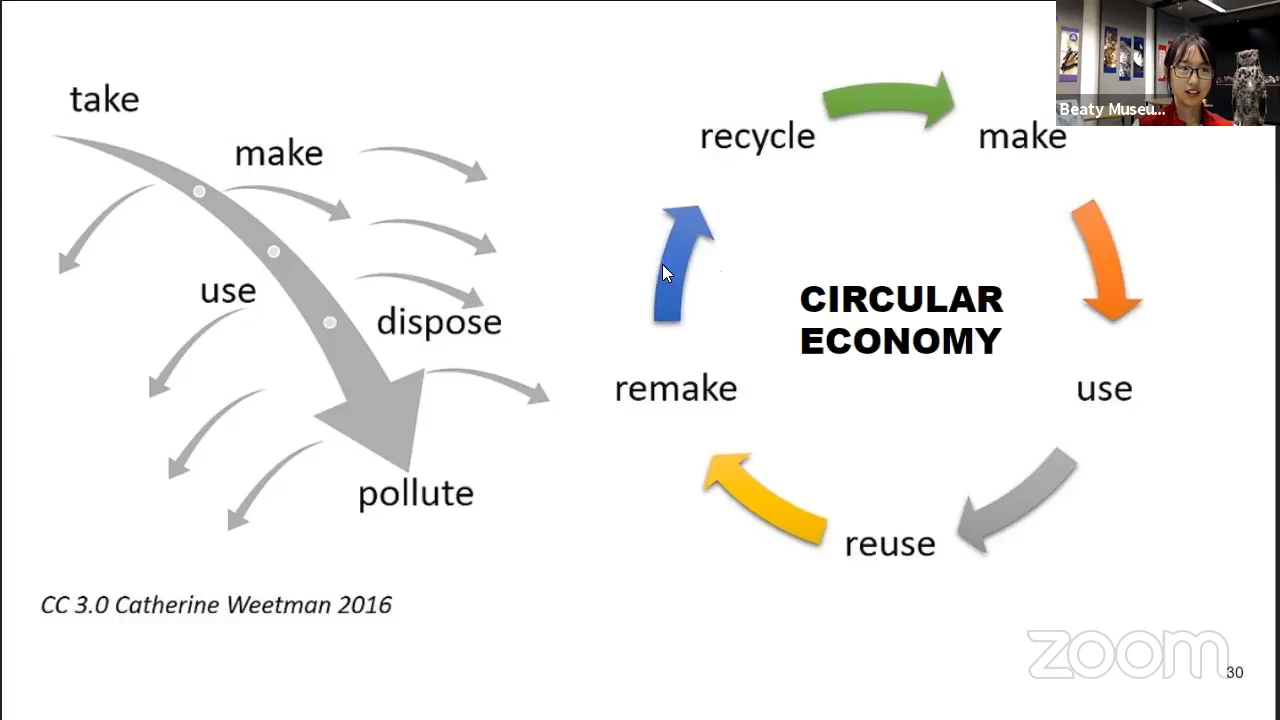 take
make
use
dispose
pollute
CC 3.0 Catherine Weetman 2016
recycle
make
CIRCULAR
ECONOMY
remake
use
reuse
Beaty Museu...
zoom
30